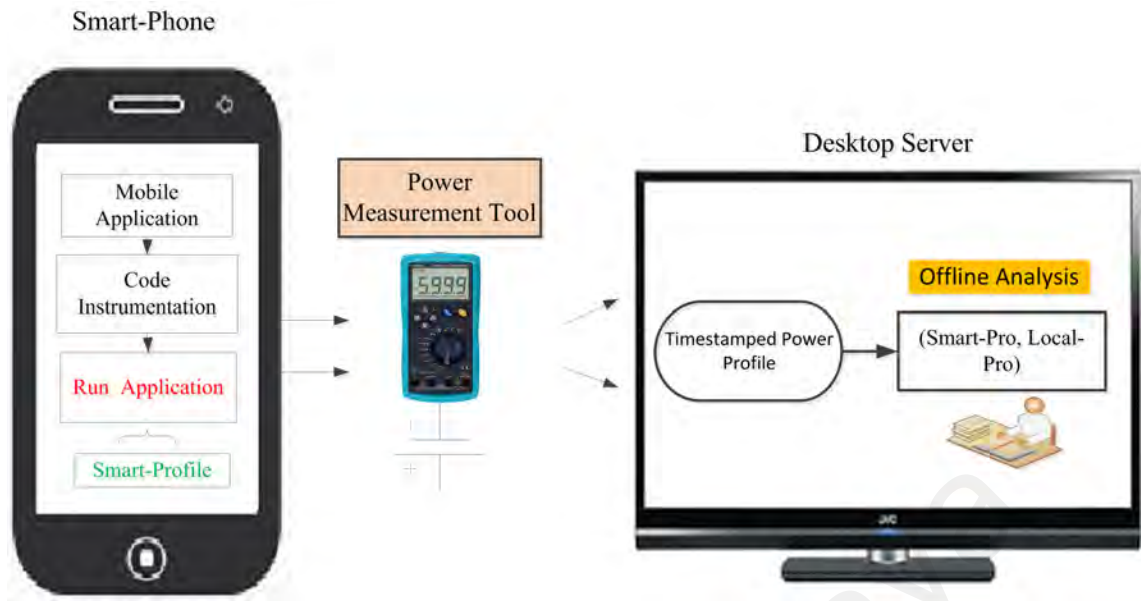 Smart-Phone
Mobile
Application
Code
Instrumentation
Run Application
Smart-Profile
Power
Measurement Tool
5999
Desktop Server
Offline Analysis
Timestamped Power
Profile
(Smart-Pro, Local-
Pro)
JVC